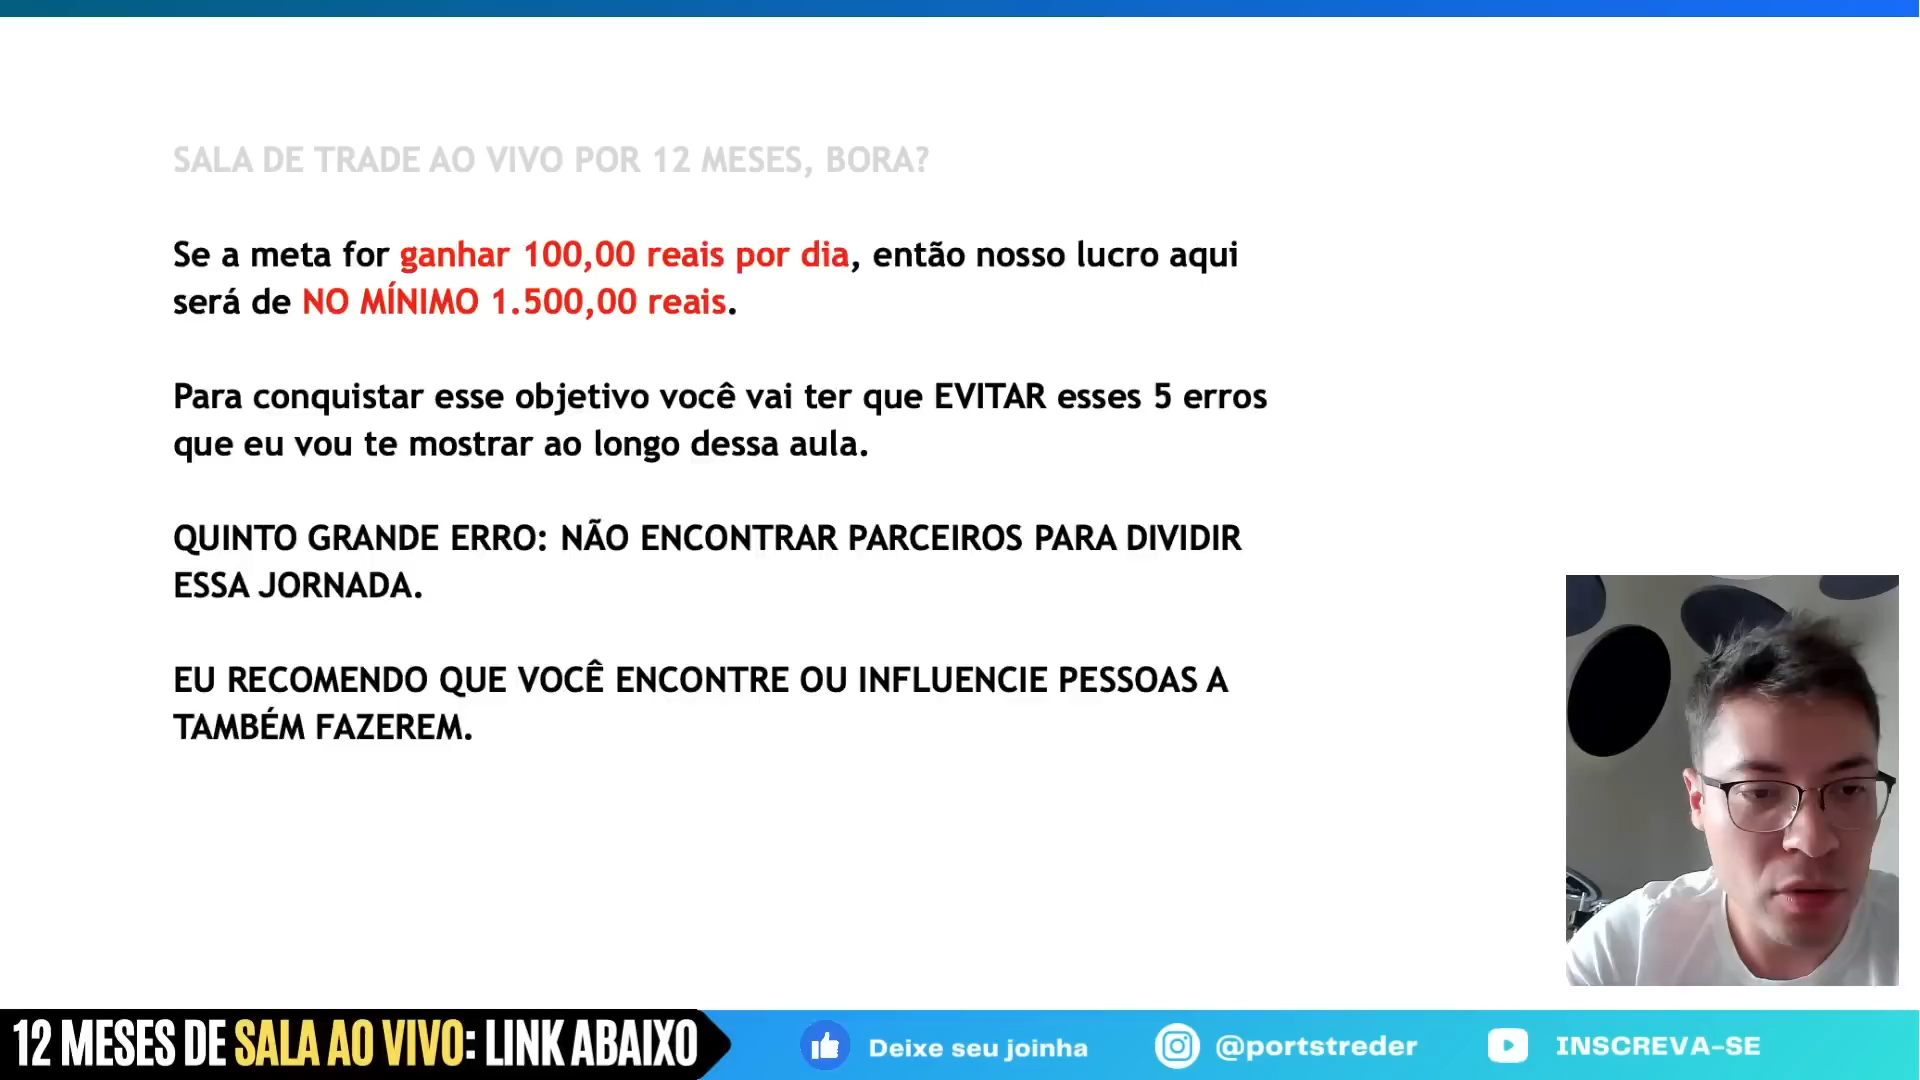 SALA DE TRADE AO VIVO POR 12 MESES, BORA?
Se a meta for ganhar 100,00 reais por dia, então nosso lucro aqui
será de NO MÍNIMO 1.500,00 reais.
Para conquistar esse objetivo você vai ter que EVITAR esses 5 erros
que eu vou te mostrar ao longo dessa aula.
QUINTO GRANDE ERRO: NÃO ENCONTRAR PARCEIROS PARA DIVIDIR
ESSA JORNADA.
EU RECOMENDO QUE VOCÊ ENCONTRE OU INFLUENCIE PESSOAS A
TAMBÉM FAZEREM.
12 MESES DE SALA AO VIVO: LINK ABAIXO
Deixe seu joinha
@portstreder
INSCREVA-SE